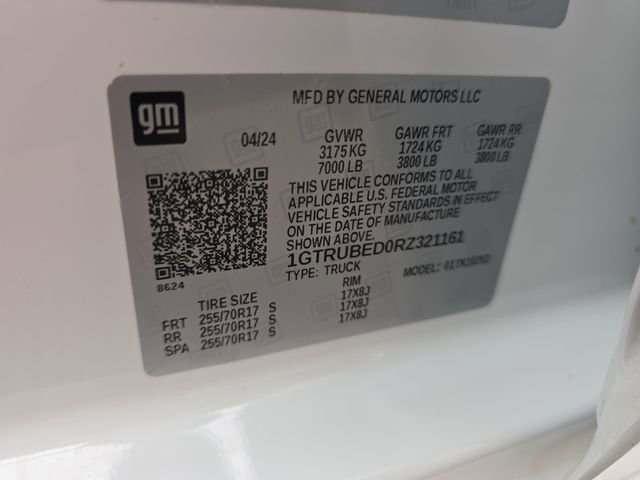 gm
MFD BY GENERAL MOTORS LLC
04/24 GVWR GAWR FRT GAWR RR
3175 KG 1724 KG 1724 KG
7000 LB 3800 LB 3800 LB
THIS VEHICLE CONFORMS TO ALL
APPLICABLE U.S. FEDERAL MOTOR
VEHICLE SAFETY STANDARDS IN EFFECT
ON THE DATE OF MANUFACTURE
SHOWN ABOVE.
1GTRUBED0RZ321161
TYPE: TRUCK MODEL:
8624
TIRE SIZE RIM
FRT 255/70R17 S 17X8J
RR 255/70R17 S 17X8J
SPA 255/70R17 S 17X8J